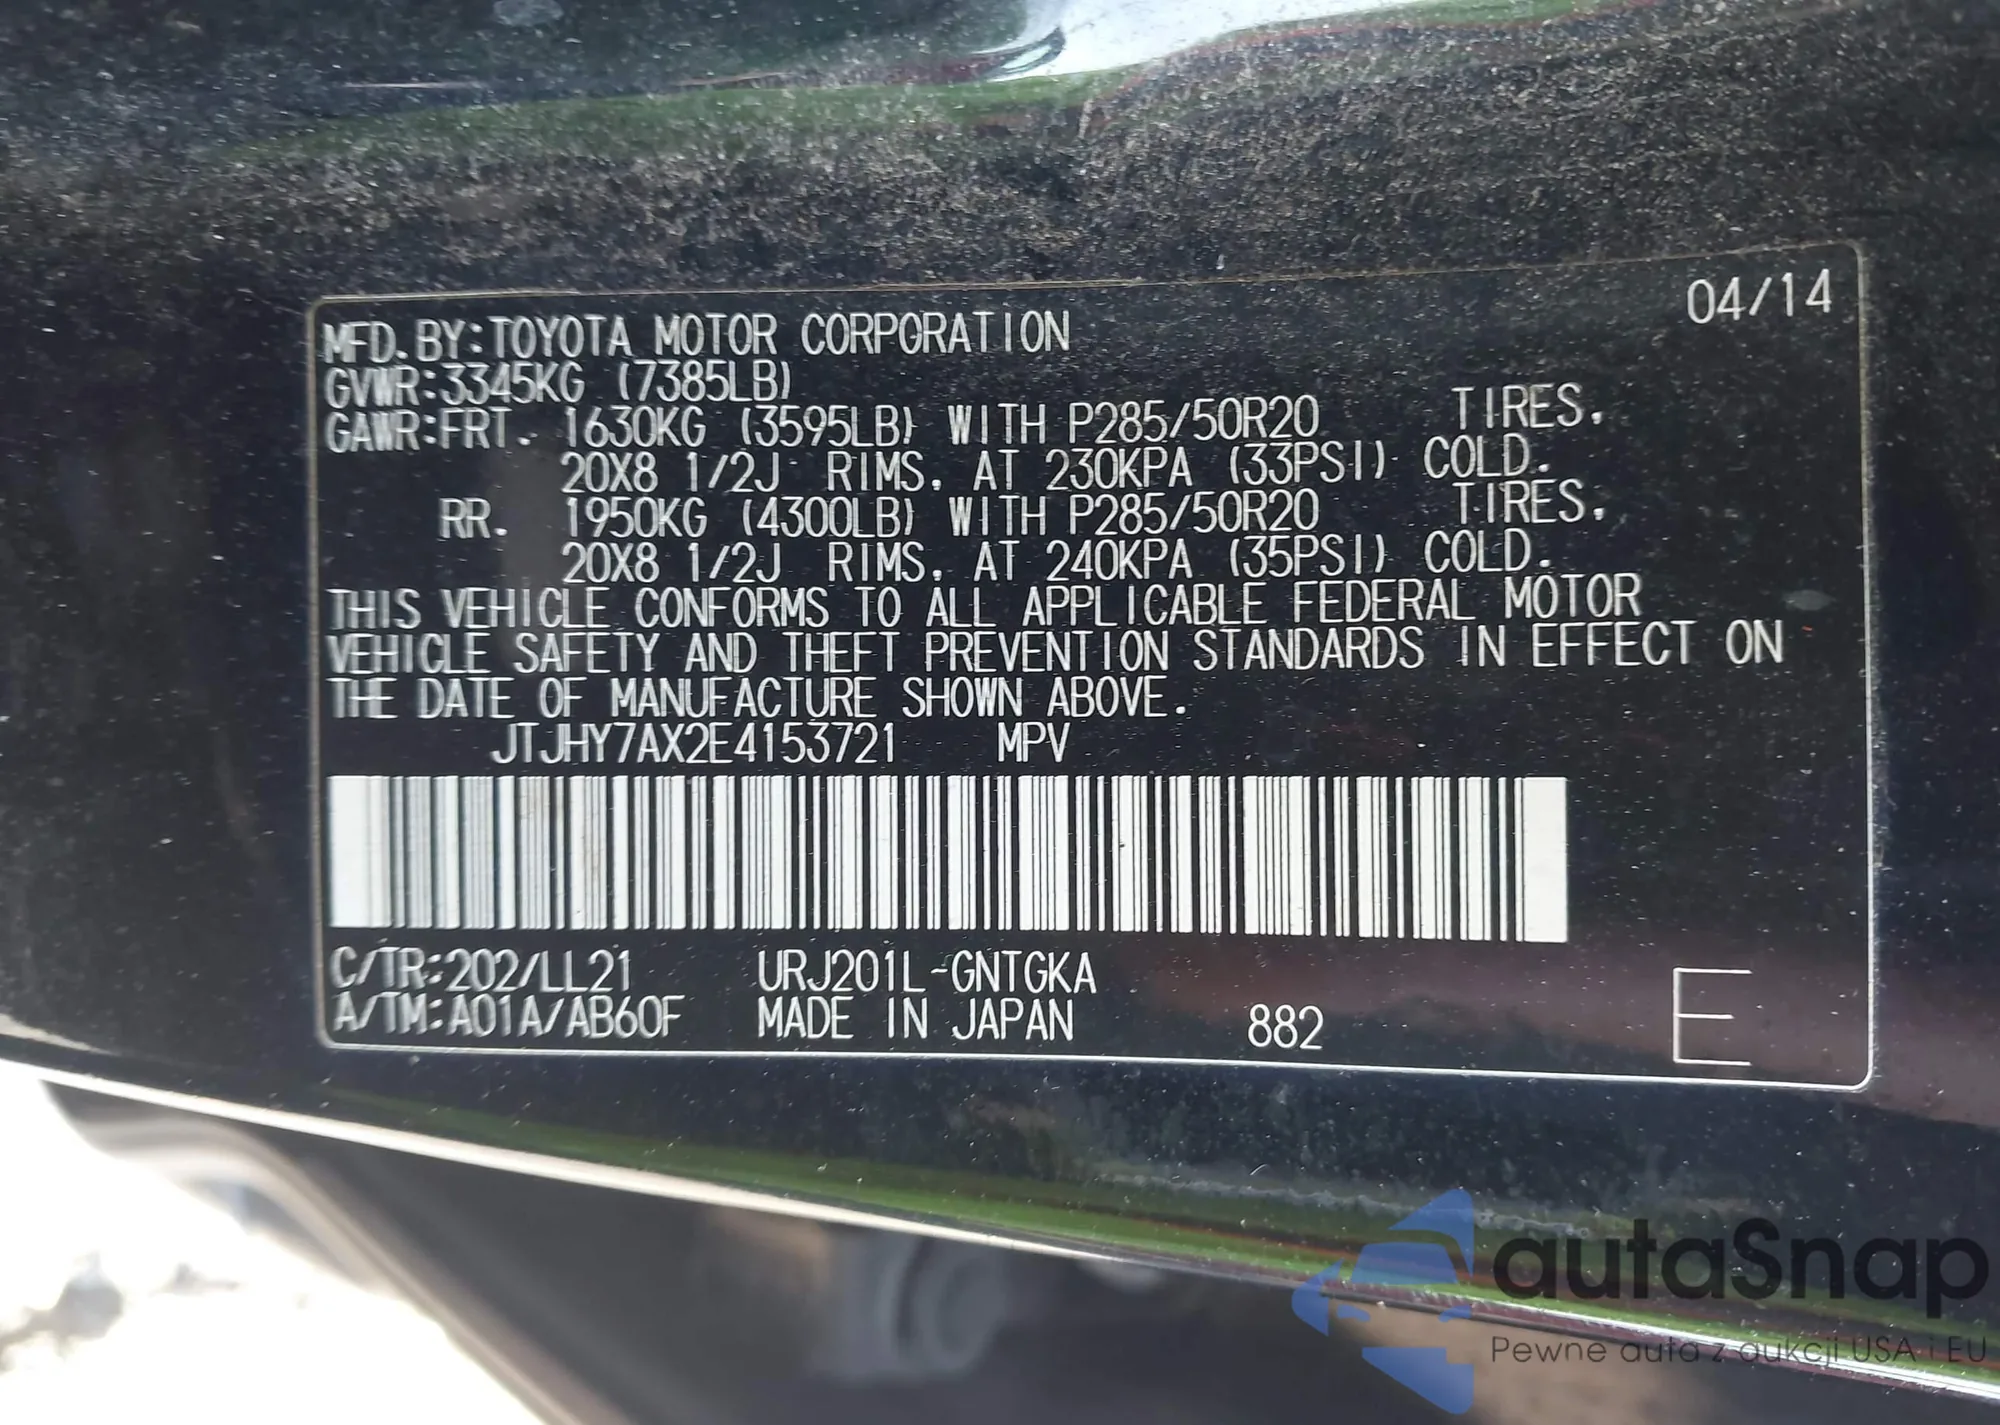 04/14
MFD. BY: TOYOTA MOTOR CORPORATION
GVWR: 3345KG (7385LB)
GAWR: FRT. 1630KG (3595LB) WITH P285/50R20 TIRES.
20X8 1/2J RIMS. AT 230KPA (33PSI) COLD.
RR. 1950KG (4300LB) WITH P285/50R20 TIRES.
20X8 1/2J RIMS. AT 240KPA (35PSI) COLD.
THIS VEHICLE CONFORMS TO ALL APPLICABLE FEDERAL MOTOR
VEHICLE SAFETY AND THEFT PREVENTION STANDARDS IN EFFECT ON
THE DATE OF MANUFACTURE SHOWN ABOVE.
JTJHY7AX2E4153721 MPV
C/TR: 202/LL21 URJ201L-GNTGKA
A/TM: A01A/AB60F MADE IN JAPAN 882 E
autaSnap
Pewne auta z aukcji USA i EU